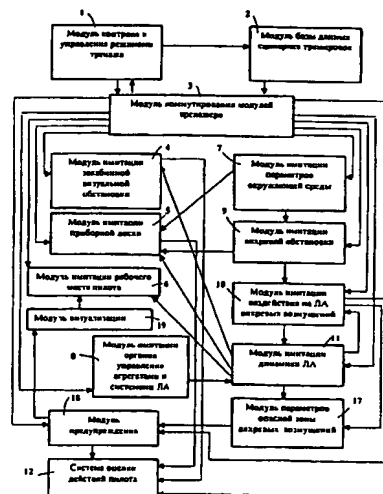 1
Модуль контроля и
управления режимами
тренажа
2
Модуль базы данных
сценариев тренировок
3
Модуль коммутирования модулей
тренажера
4
Модуль имитации
закабинной
визуальной
обстановки
5
Модуль имитации
приборной доски
Модуль имитации рабочего
места пилота
6
Модуль визуализации
19
7
Модуль имитации
параметров
окружающей среды
9
Модуль имитации
вихревой обстановки
10
Модуль имитации
воздействия на ЛА
вихревых возмущений
11
Модуль имитации
динамики ЛА
8
Модуль имитации
органов
управления
агрегатами и
системами ЛА
17
Модуль параметров
опасной зоны
вихревых возмущений
Модуль
предупреждения
12
Система оценки
действий пилота